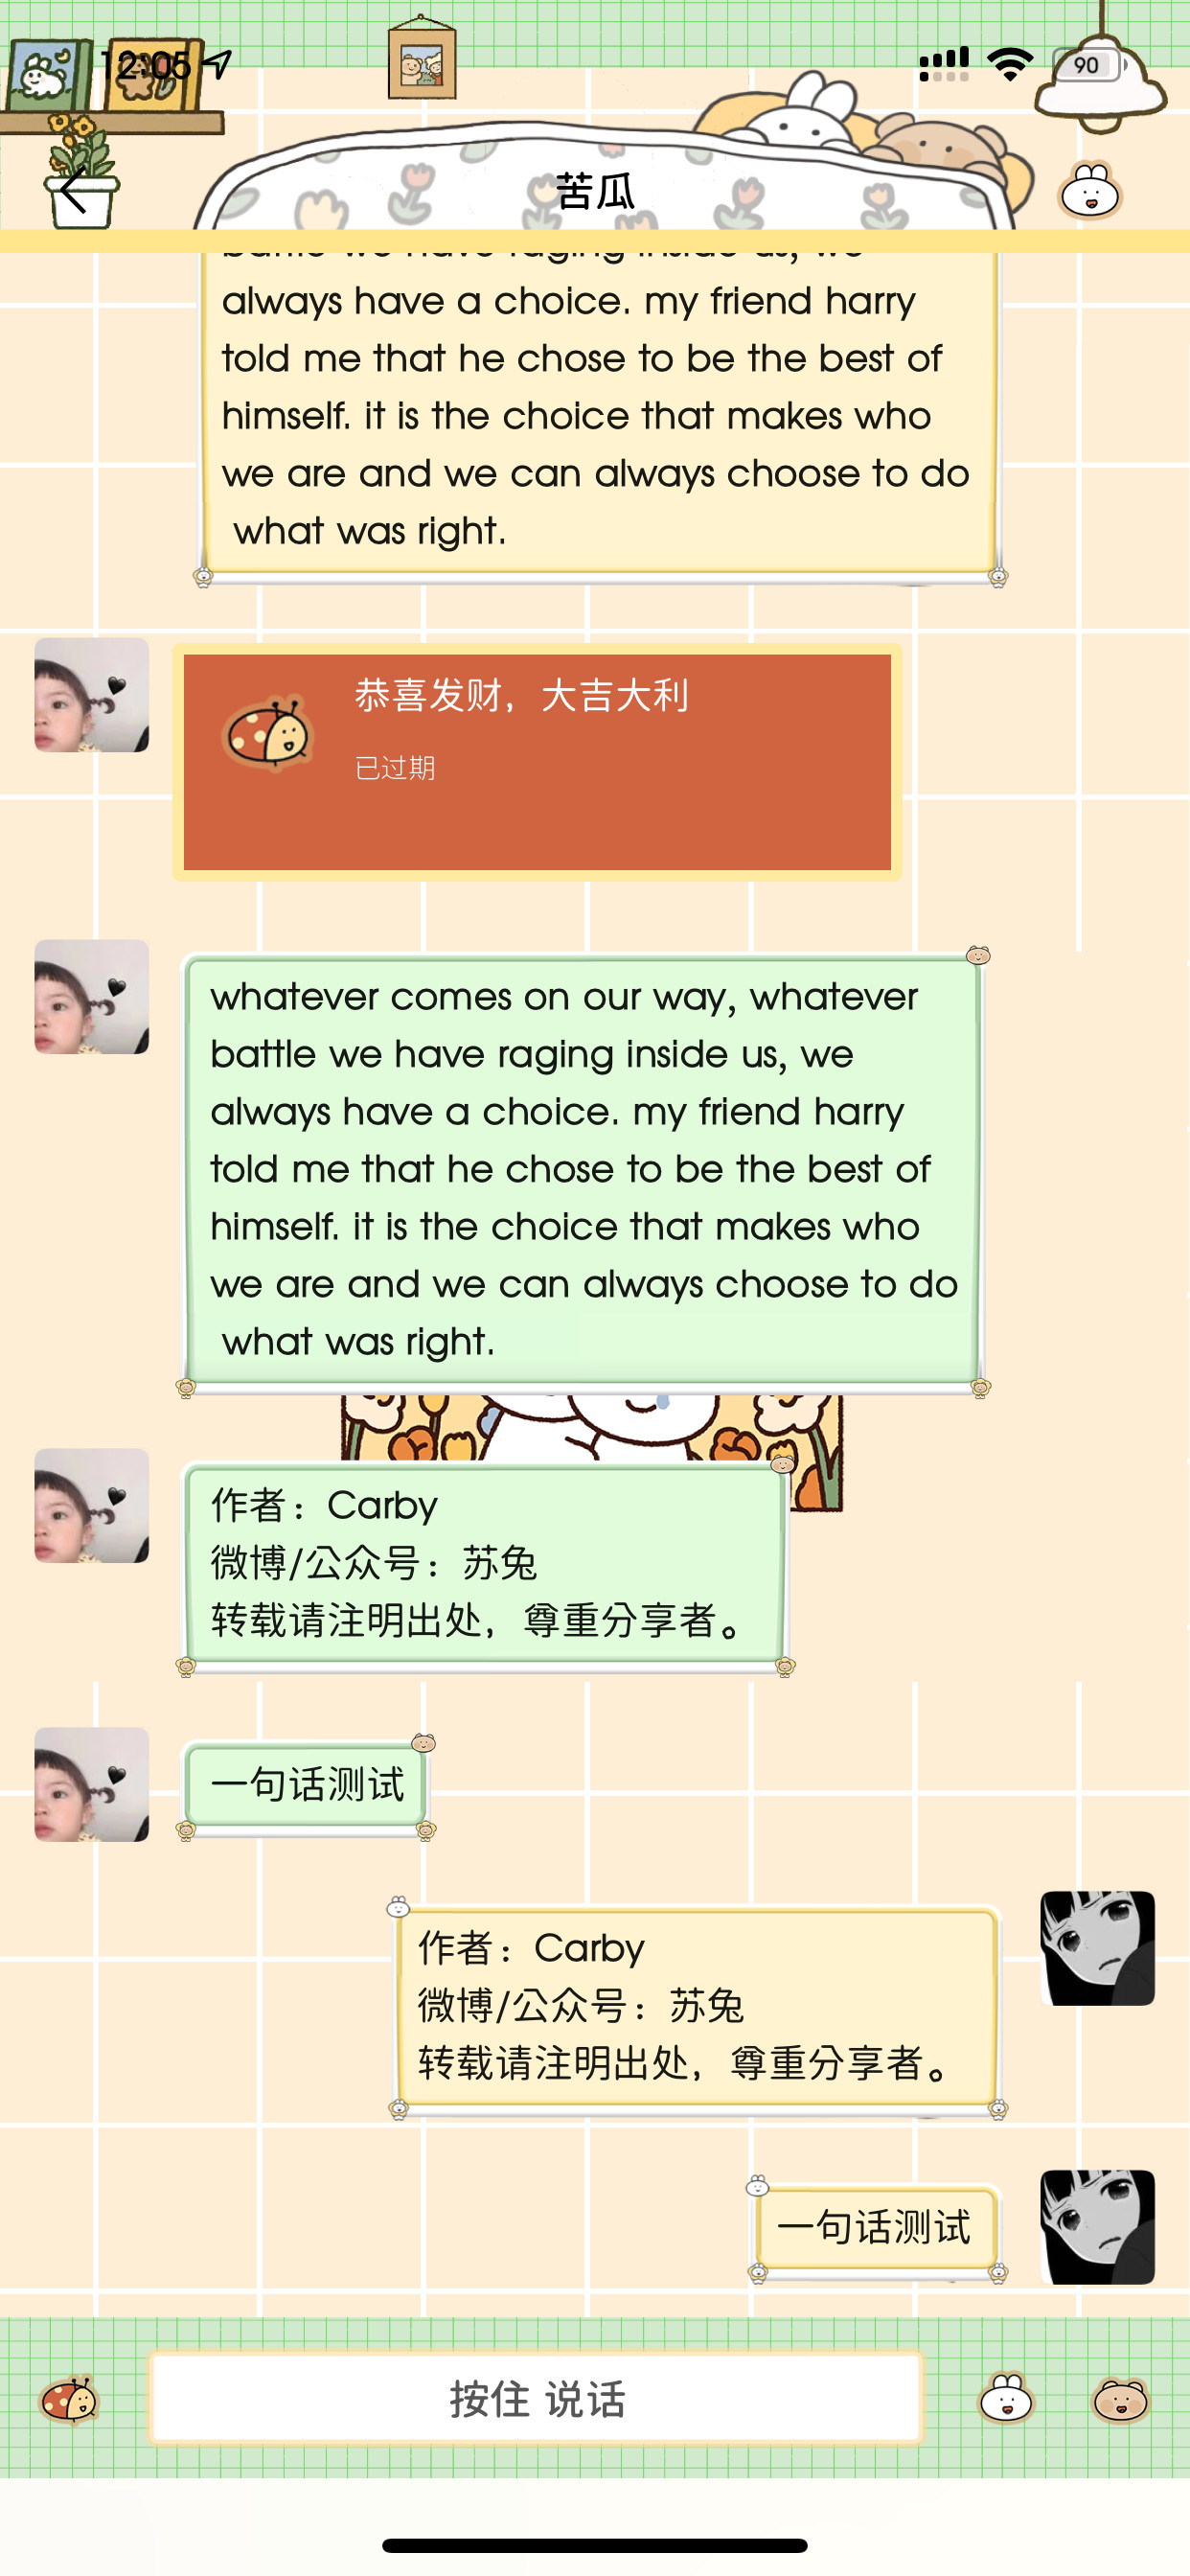 12:05
90
苦瓜
battle we have raging inside us, we
always have a choice. my friend harry
told me that he chose to be the best of
himself. it is the choice that makes who
we are and we can always choose to do
what was right.
恭喜发财，大吉大利
已过期
whatever comes on our way, whatever
battle we have raging inside us, we
always have a choice. my friend harry
told me that he chose to be the best of
himself. it is the choice that makes who
we are and we can always choose to do
what was right.
作者：Carby
微博/公众号：苏兔
转载请注明出处，尊重分享者。
一句话测试
作者：Carby
微博/公众号：苏兔
转载请注明出处，尊重分享者。
一句话测试
按住 说话